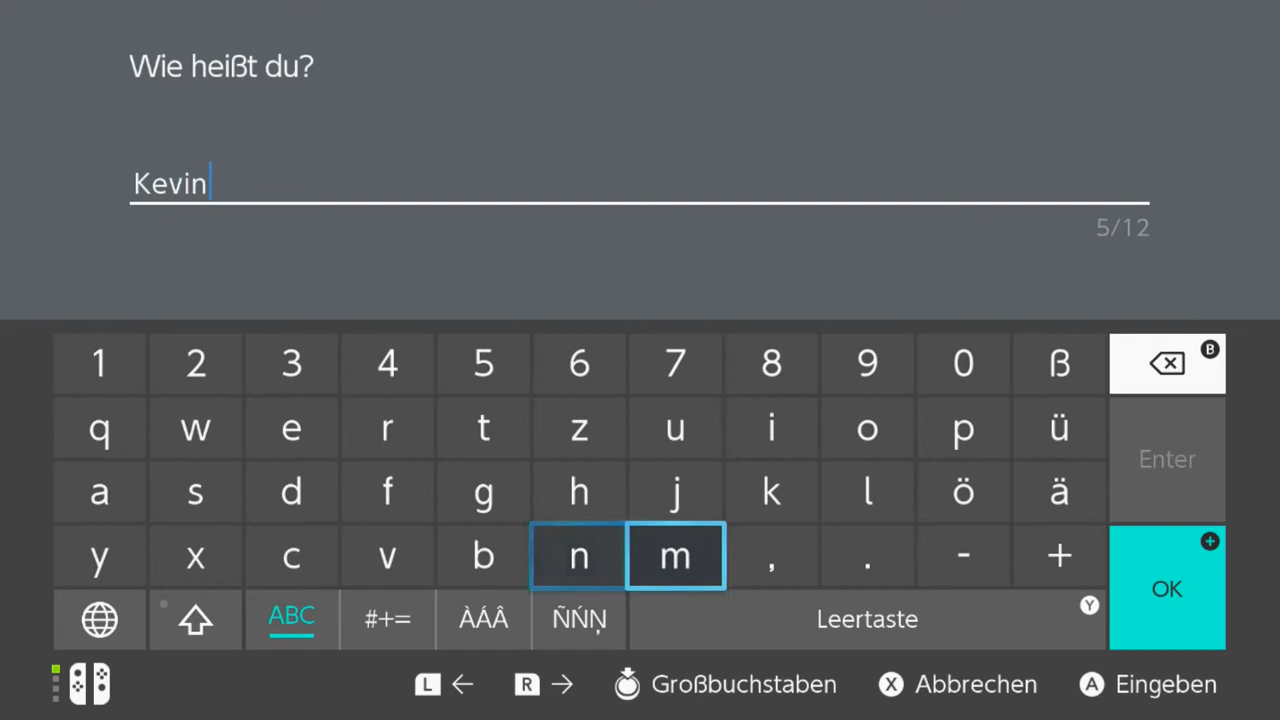 Wie heißt du?
Kevin
5/12
1 2 3 4 5 6 7 8 9 0 ß B
q w e r t z u i o p ü
Enter
a s d f g h j k l ö ä
y x c v b n m , . - +
OK
ABC #+= ÀÁÂ ÑŃŅ Leertaste Y
L ← R → Großbuchstaben X Abbrechen A Eingeben